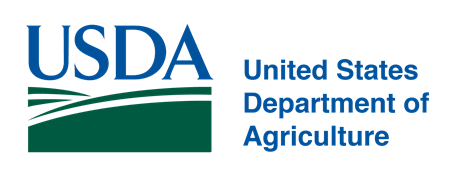 USDA
United States
Department of
Agriculture